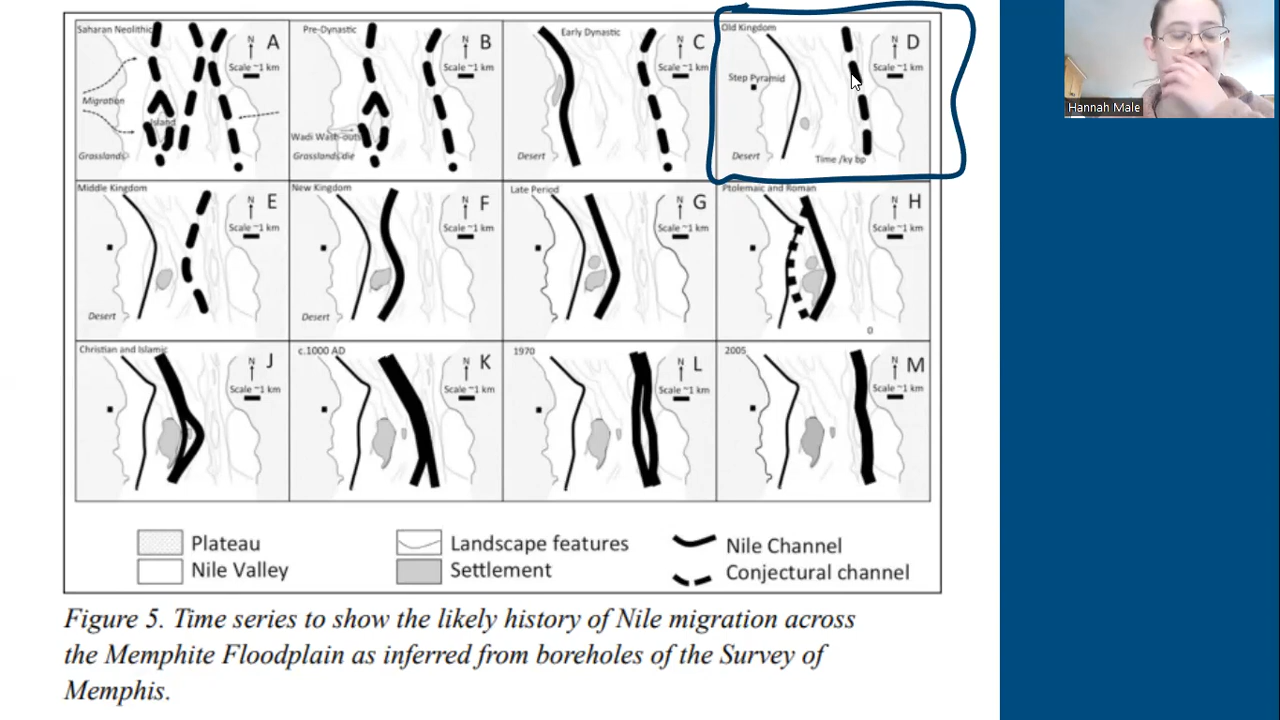 Saharan Neolithic
A
N
Scale ~1 km
Migration
Island
Grasslands
Pre-Dynastic
B
N
Scale ~1 km
Wadi Wash-outs
Grasslands die
Early Dynastic
C
N
Scale ~1 km
Desert
Old Kingdom
D
N
Scale ~1 km
Step Pyramid
Desert
Time /ky bp
Middle Kingdom
E
N
Scale ~1 km
Desert
New Kingdom
F
N
Scale ~1 km
Desert
Late Period
G
N
Scale ~1 km
Ptolemaic and Roman
H
N
Scale ~1 km
0
Christian and Islamic
J
N
Scale ~1 km
c.1000 AD
K
N
Scale ~1 km
1970
L
N
Scale ~1 km
2005
M
N
Scale ~1 km
Plateau
Nile Valley
Landscape features
Settlement
Nile Channel
Conjectural channel
Figure 5. Time series to show the likely history of Nile migration across
the Memphite Floodplain as inferred from boreholes of the Survey of
Memphis.
Hannah Male